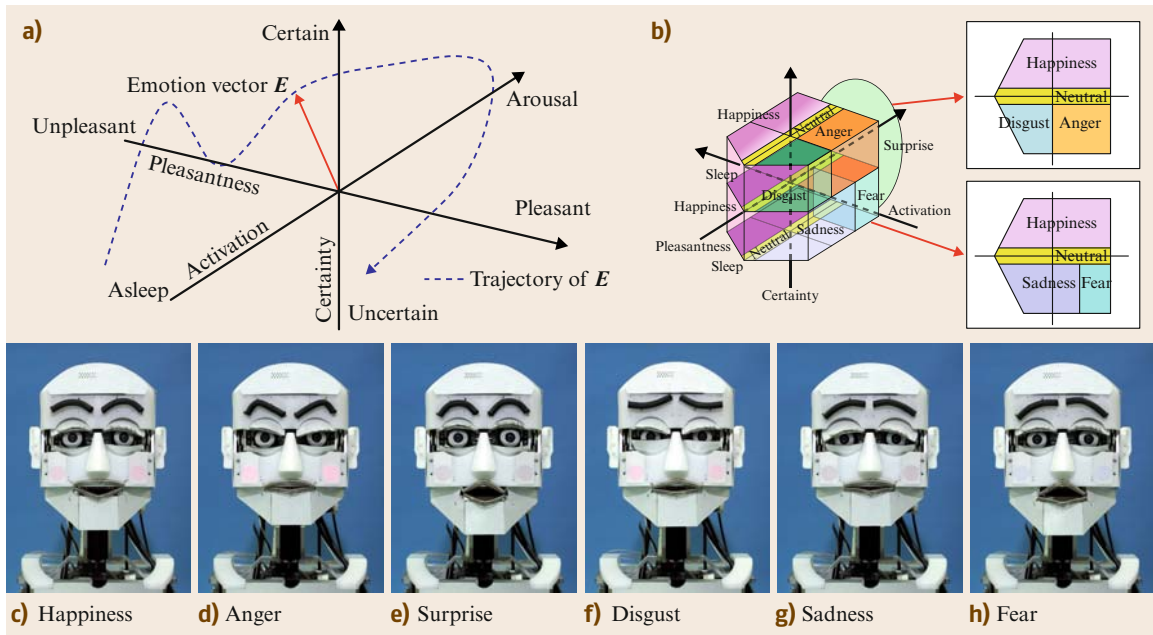 a)
Certain
Emotion vector E
Arousal
Unpleasant
Pleasantness
Pleasant
Activation
Asleep
Certainty
Trajectory of E
Uncertain
b)
Happiness
Neutral
Anger
Surprise
Sleep
Disgust
Fear
Happiness
Activation
Pleasantness
Neutral
Sadness
Sleep
Certainty
Happiness
Neutral
Disgust Anger
Happiness
Neutral
Sadness Fear
c) Happiness
d) Anger
e) Surprise
f) Disgust
g) Sadness
h) Fear